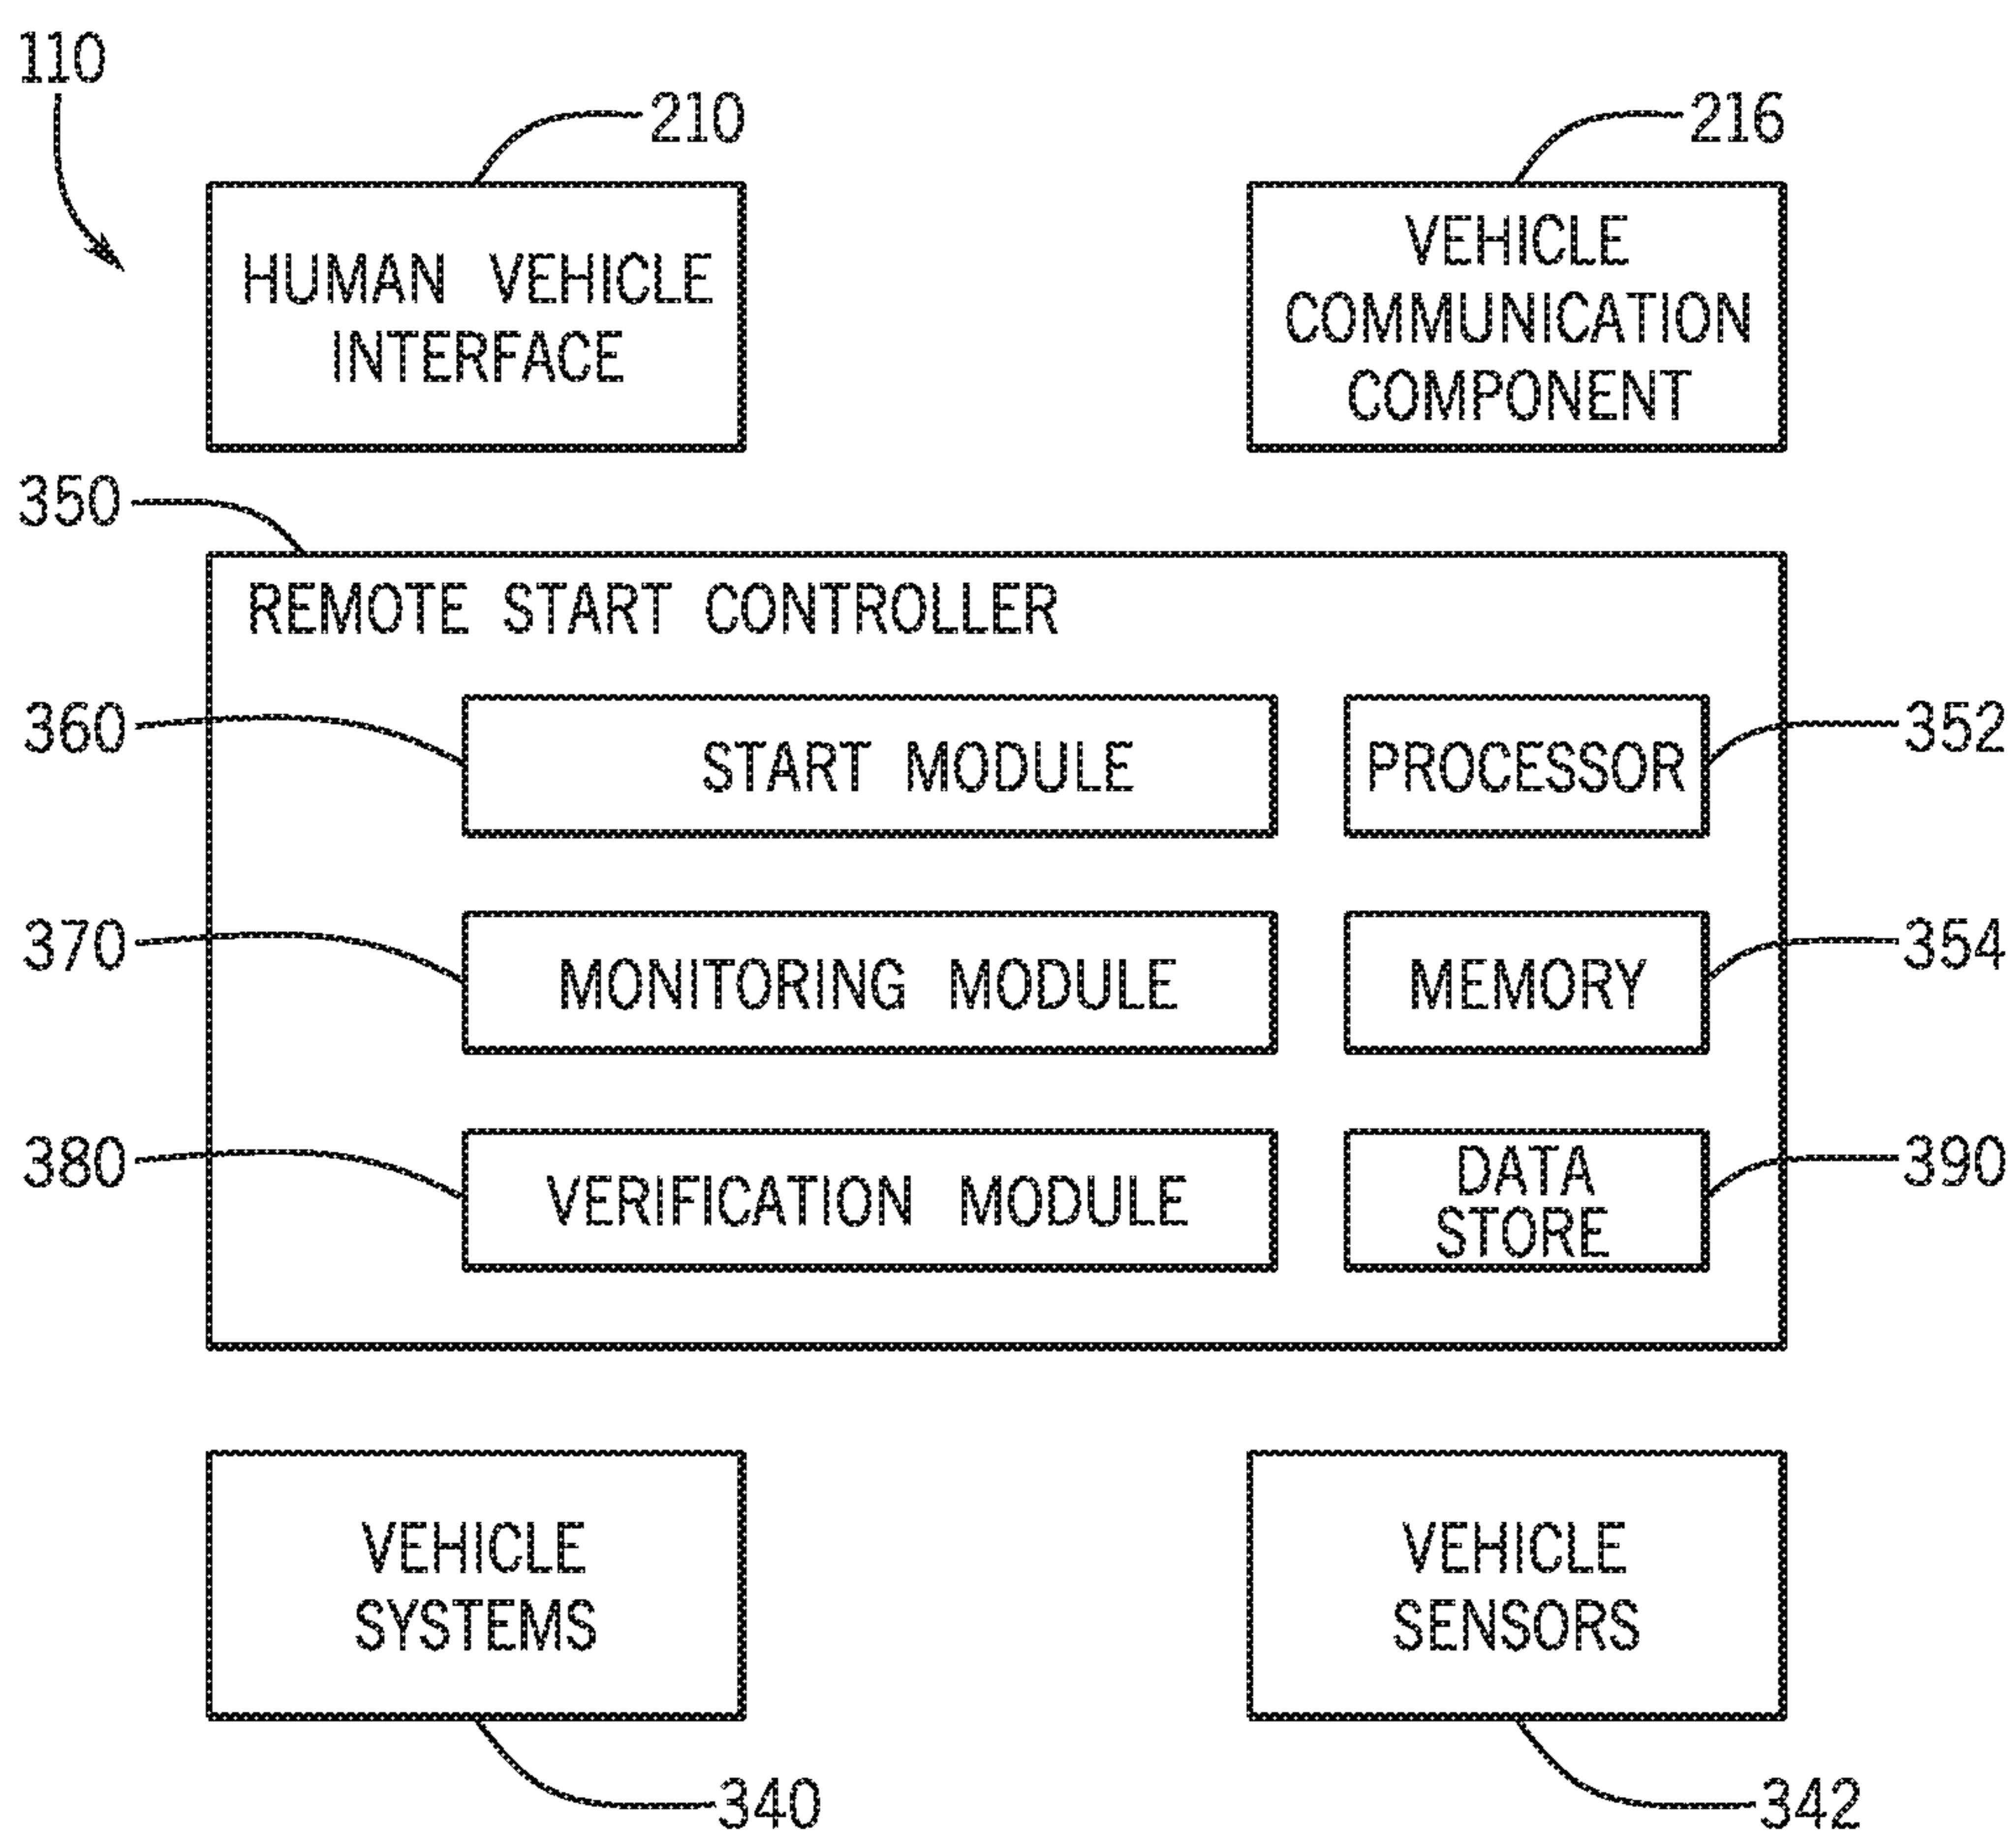 110
210
216
HUMAN VEHICLE
INTERFACE
VEHICLE
COMMUNICATION
COMPONENT
350
REMOTE START CONTROLLER
360
START MODULE
PROCESSOR
352
370
MONITORING MODULE
MEMORY
354
380
VERIFICATION MODULE
DATA
STORE
390
VEHICLE
SYSTEMS
VEHICLE
SENSORS
340
342